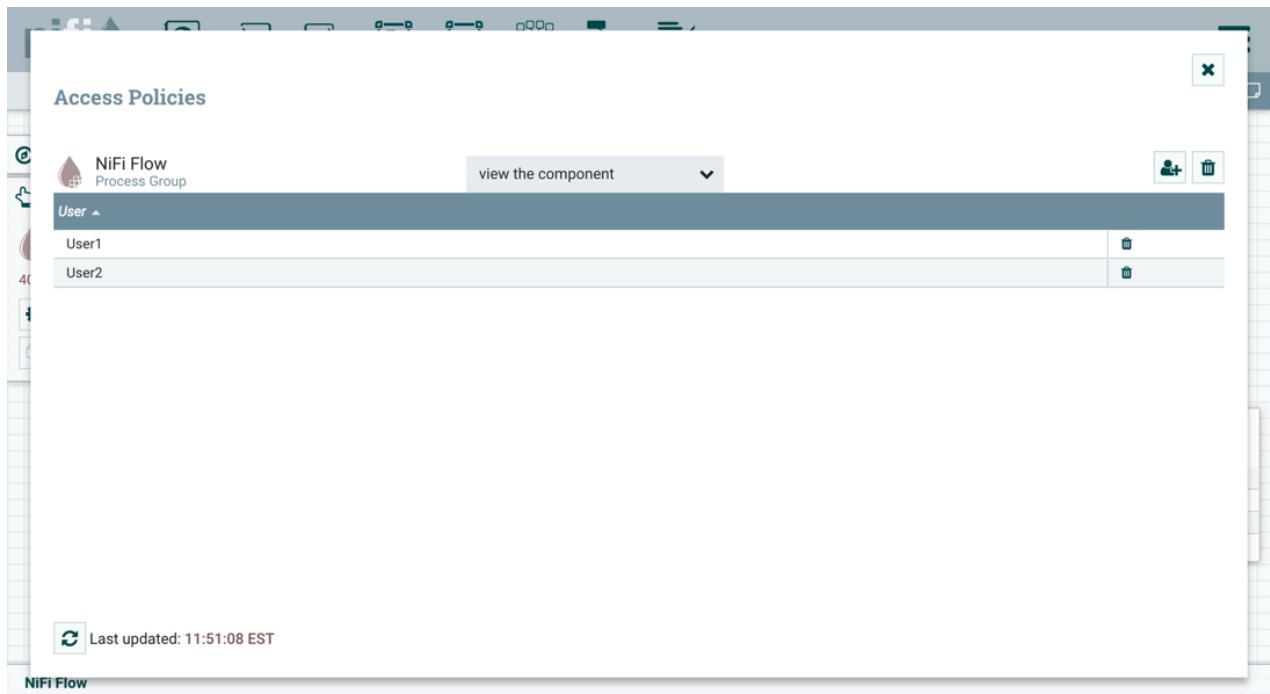 Access Policies
NiFi Flow
Process Group
view the component
User
User1
User2
Last updated: 11:51:08 EST
NiFi Flow